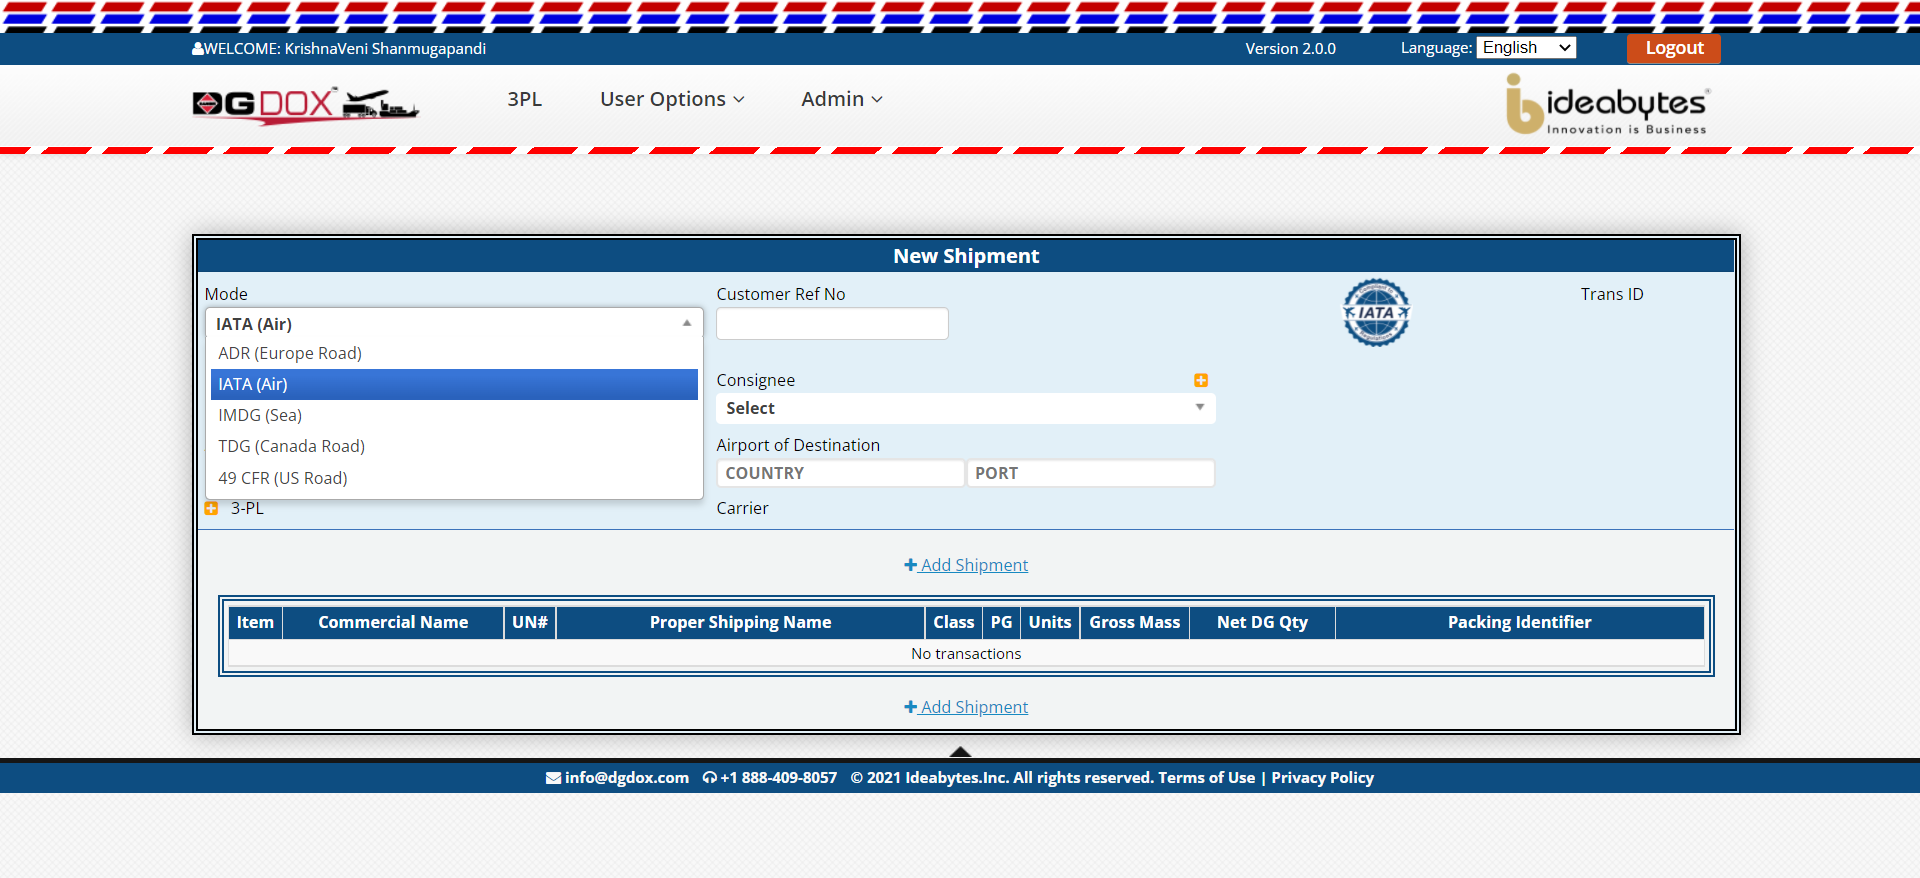 WELCOME: KrishnaVeni Shanmugapandi Version 2.0.0 Language: English Logout
DGDOX™ 3PL User Options Admin ideabytes®
Innovation is Business
New Shipment
Mode Customer Ref No Trans ID
IATA (Air)
IATA
ADR (Europe Road)
IATA (Air) Consignee
IMDG (Sea) Select
TDG (Canada Road) Airport of Destination
49 CFR (US Road) COUNTRY PORT
3-PL Carrier
Add Shipment
Item Commercial Name UN# Proper Shipping Name Class PG Units Gross Mass Net DG Qty Packing Identifier
No transactions
Add Shipment
info@dgdox.com +1 888-409-8057 © 2021 Ideabytes.Inc. All rights reserved. Terms of Use | Privacy Policy